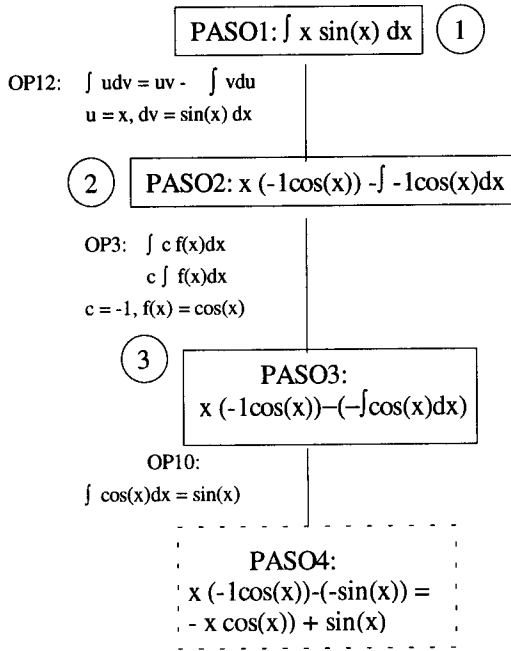 PASO1: ∫ x sin(x) dx
1
OP12: ∫ udv = uv - ∫ vdu
u = x, dv = sin(x) dx
2
PASO2: x (-1cos(x)) -∫ -1cos(x)dx
OP3: ∫ c f(x)dx
c ∫ f(x)dx
c = -1, f(x) = cos(x)
3
PASO3:
x (-1cos(x))−(−∫cos(x)dx)
OP10:
∫ cos(x)dx = sin(x)
PASO4:
x (-1cos(x))-(-sin(x)) =
- x cos(x)) + sin(x)